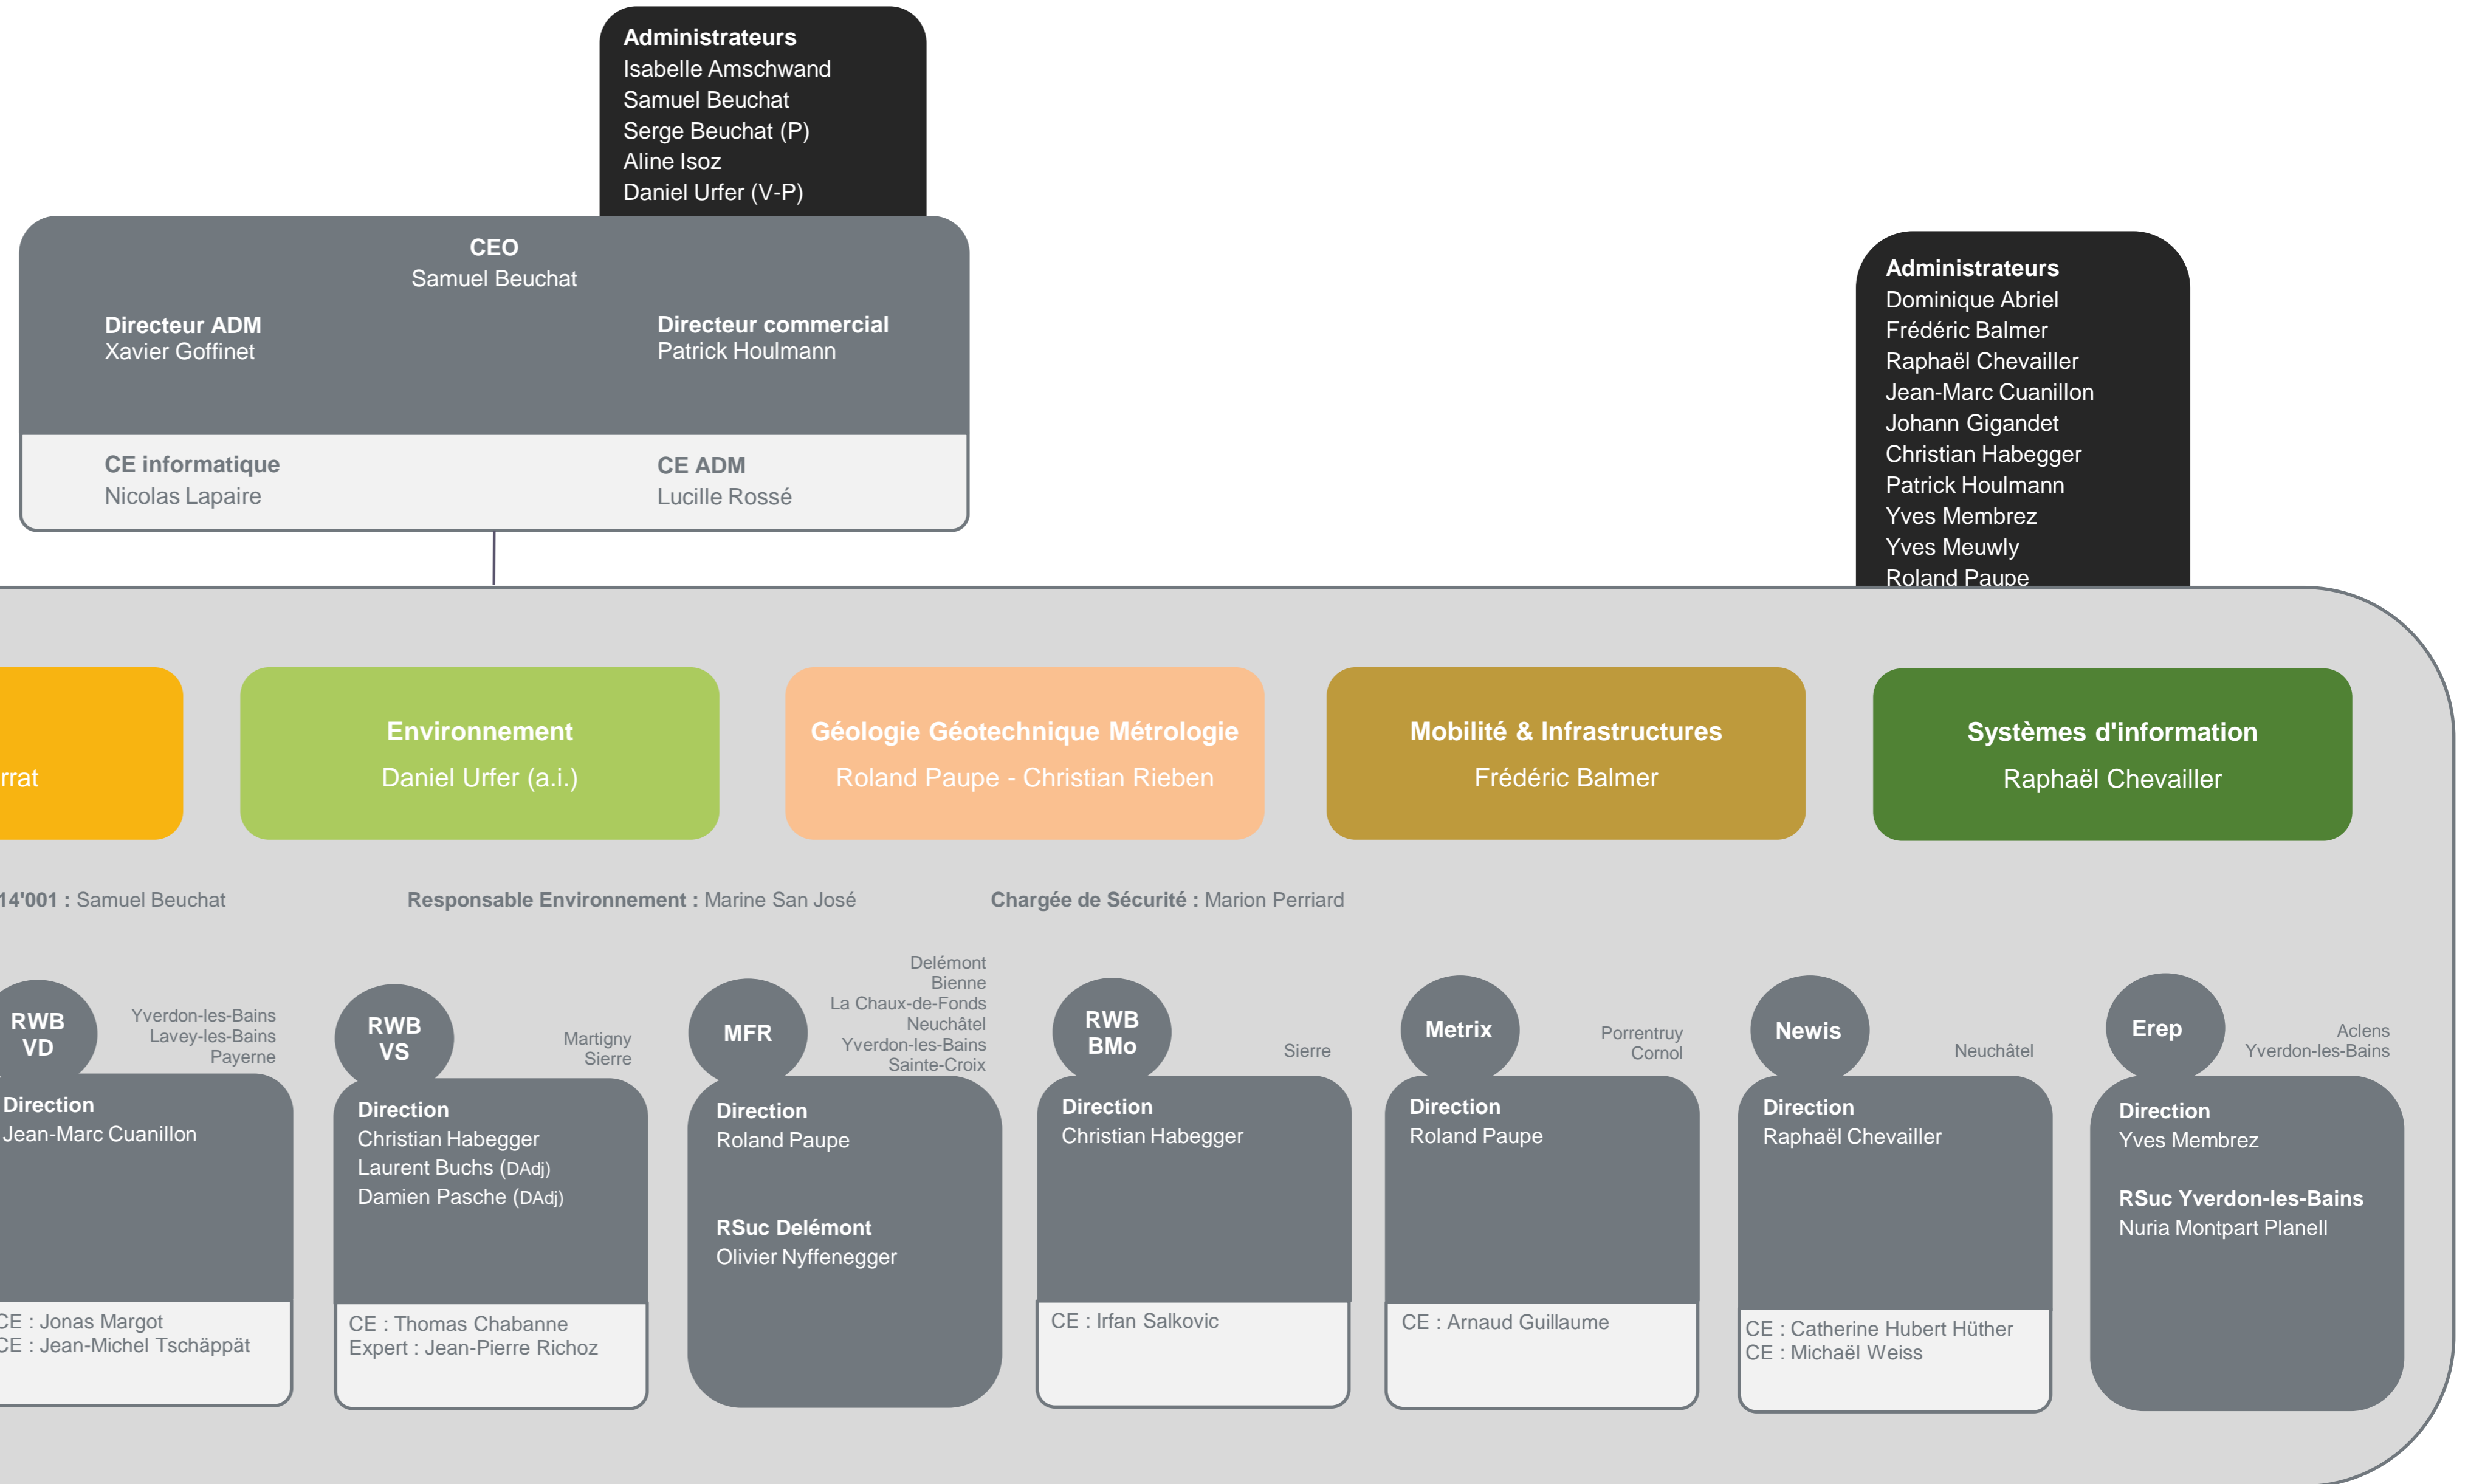 Administrateurs
Isabelle Amschwand
Samuel Beuchat
Serge Beuchat (P)
Aline Isoz
Daniel Urfer (V-P)
CEO
Samuel Beuchat
Directeur ADM
Xavier Goffinet
Directeur commercial
Patrick Houlmann
CE informatique
Nicolas Lapaire
CE ADM
Lucille Rossé
Administrateurs
Dominique Abriel
Frédéric Balmer
Raphaël Chevailler
Jean-Marc Cuanillon
Johann Gigandet
Christian Habegger
Patrick Houlmann
Yves Membrez
Yves Meuwly
Roland Paupe
rrat
Environnement
Daniel Urfer (a.i.)
Géologie Géotechnique Métrologie
Roland Paupe - Christian Rieben
Mobilité & Infrastructures
Frédéric Balmer
Systèmes d'information
Raphaël Chevailler
14'001 : Samuel Beuchat
Responsable Environnement : Marine San José
Chargée de Sécurité : Marion Perriard
RWB
VD
Yverdon-les-Bains
Lavey-les-Bains
Payerne
Direction
Jean-Marc Cuanillon
CE : Jonas Margot
CE : Jean-Michel Tschäppät
RWB
VS
Martigny
Sierre
Direction
Christian Habegger
Laurent Buchs (DAdj)
Damien Pasche (DAdj)
CE : Thomas Chabanne
Expert : Jean-Pierre Richoz
MFR
Delémont
Bienne
La Chaux-de-Fonds
Neuchâtel
Yverdon-les-Bains
Sainte-Croix
Direction
Roland Paupe
RSuc Delémont
Olivier Nyffenegger
RWB
BMo
Sierre
Direction
Christian Habegger
CE : Irfan Salkovic
Metrix
Porrentruy
Cornol
Direction
Roland Paupe
CE : Arnaud Guillaume
Newis
Neuchâtel
Direction
Raphaël Chevailler
CE : Catherine Hubert Hüther
CE : Michaël Weiss
Erep
Aclens
Yverdon-les-Bains
Direction
Yves Membrez
RSuc Yverdon-les-Bains
Nuria Montpart Planell